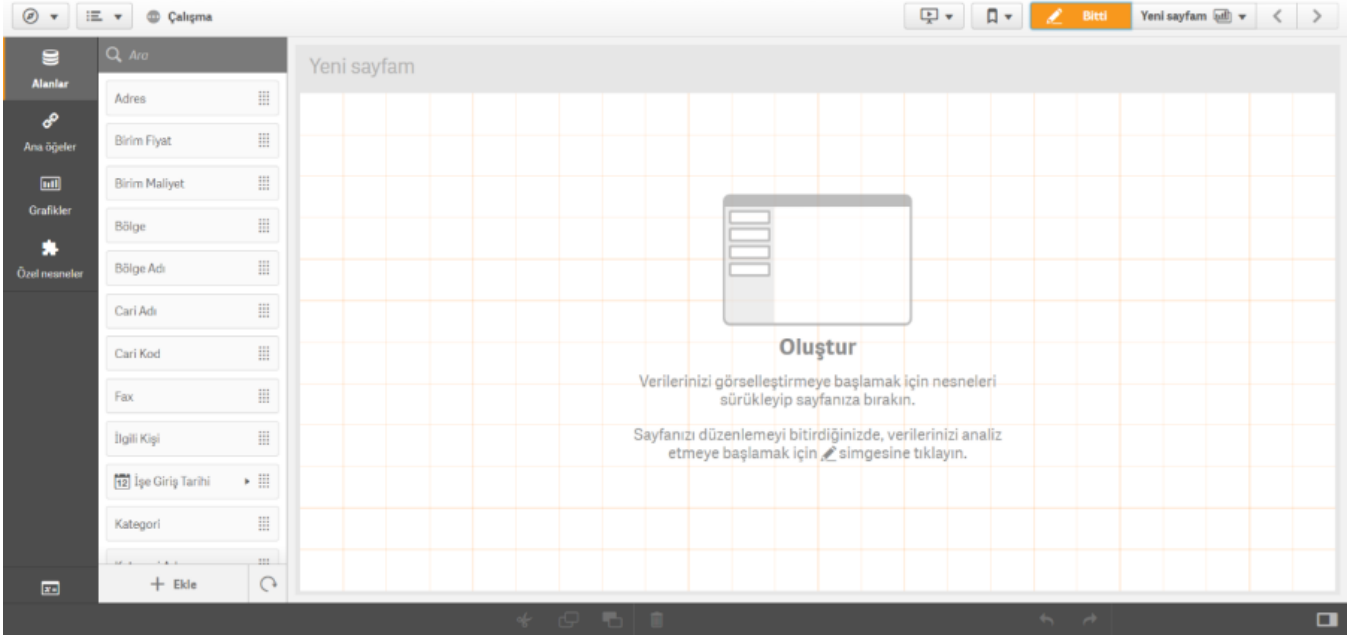 Çalışma
Bitti
Yeni sayfam
Alanlar
Ana öğeler
Grafikler
Özel nesneler
Ara
Adres
Birim Fiyat
Birim Maliyet
Bölge
Bölge Adı
Cari Adı
Cari Kod
Fax
İlgili Kişi
12 İşe Giriş Tarihi
Kategori
+ Ekle
Yeni sayfam
Oluştur
Verilerinizi görselleştirmeye başlamak için nesneleri
sürükleyip sayfanıza bırakın.
Sayfanızı düzenlemeyi bitirdiğinizde, verilerinizi analiz
etmeye başlamak için simgesine tıklayın.